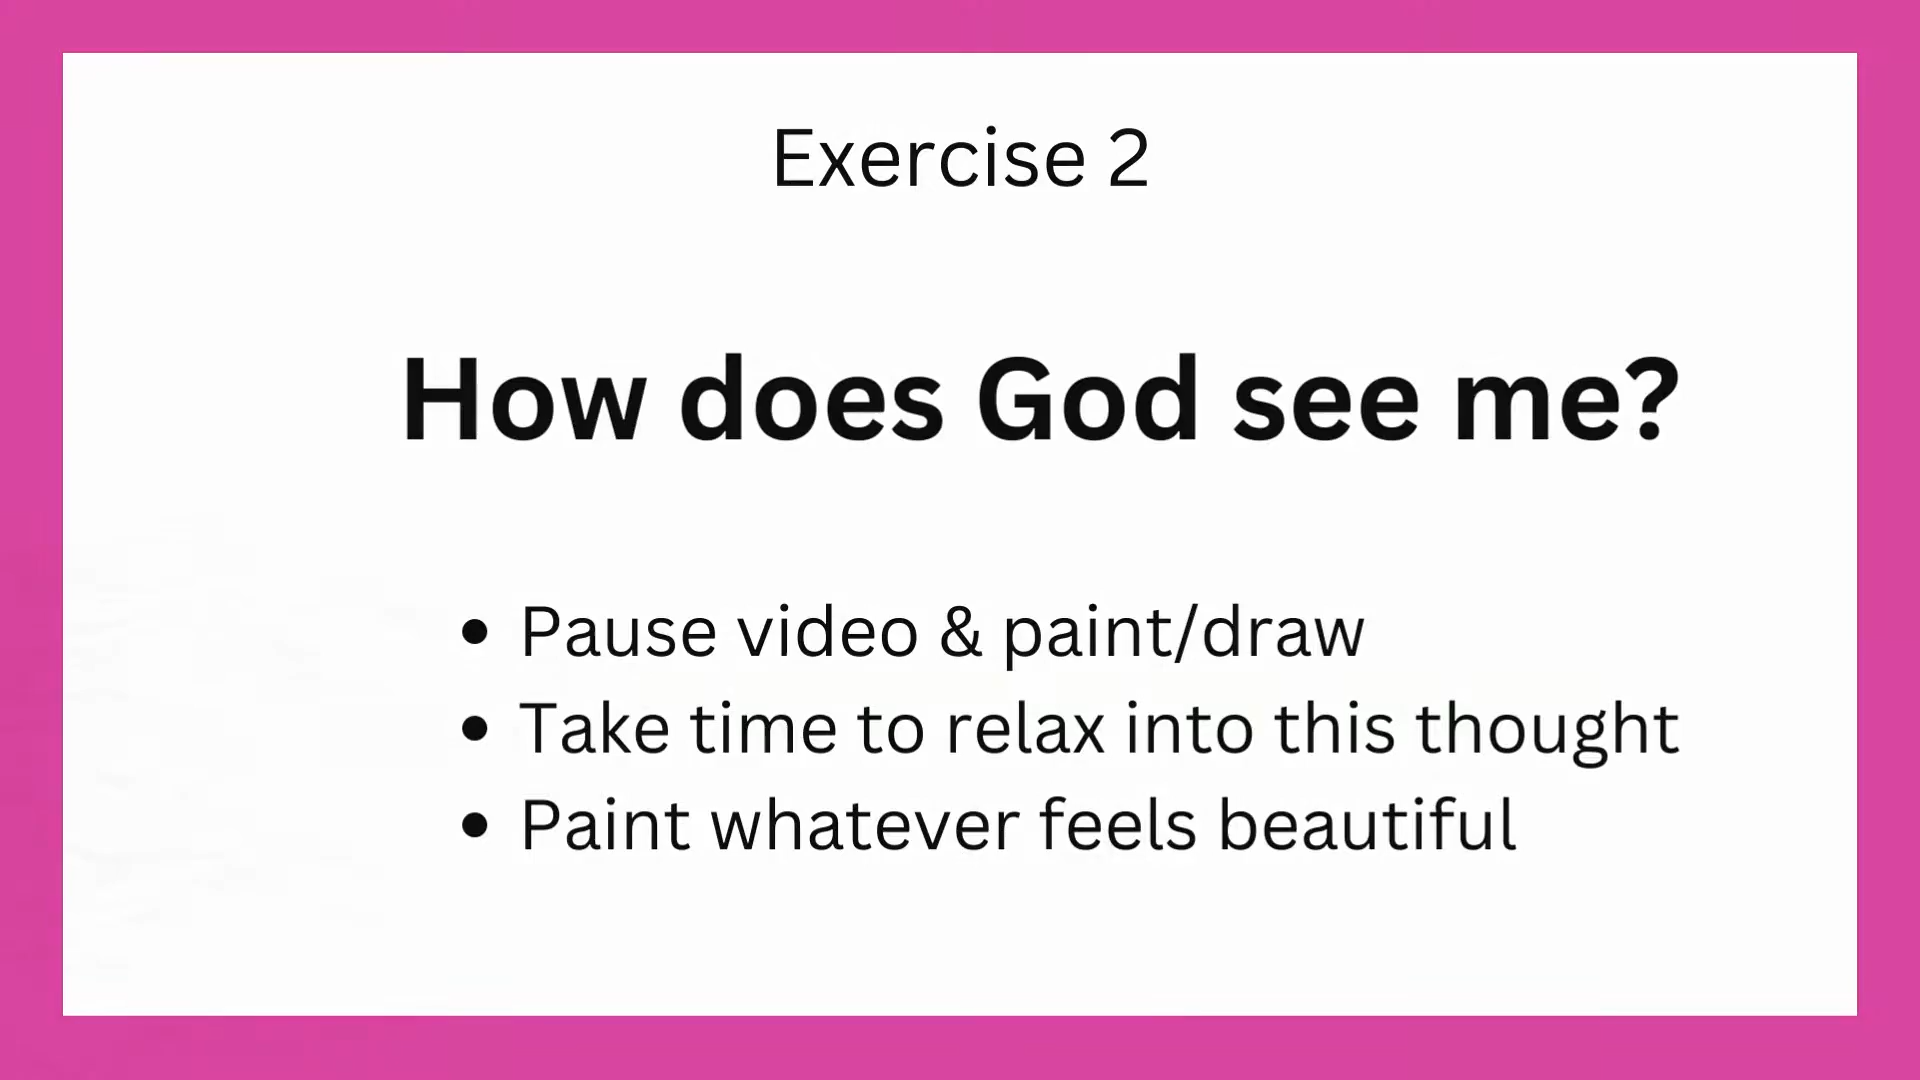 Exercise 2
How does God see me?
• Pause video & paint/draw
• Take time to relax into this thought
• Paint whatever feels beautiful